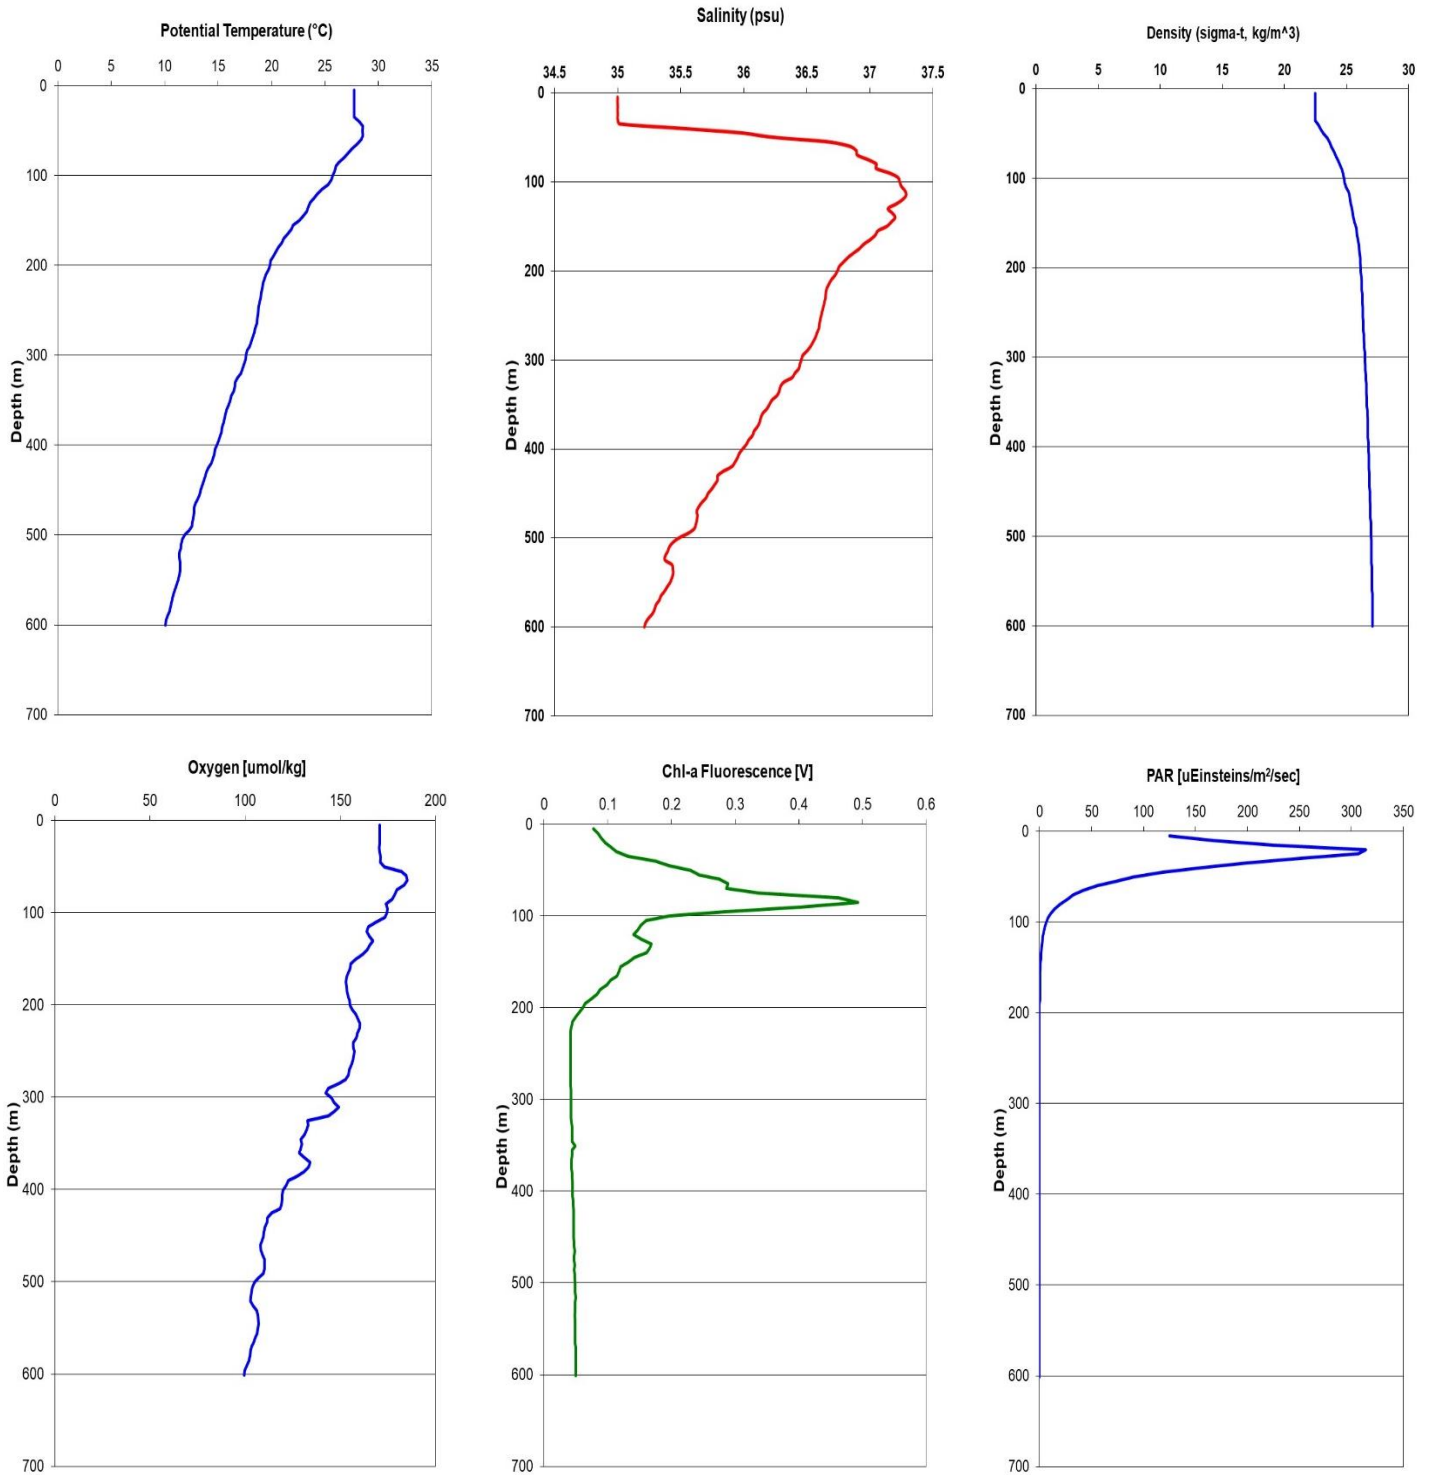 Potential Temperature (°C)
0 5 10 15 20 25 30 35
0
100
200
300
400
500
600
700
Depth (m)
Salinity (psu)
34.5 35 35.5 36 36.5 37 37.5
0
100
200
300
400
500
600
700
Depth (m)
Density (sigma-t, kg/m^3)
0 5 10 15 20 25 30
0
100
200
300
400
500
600
700
Depth (m)
Oxygen [umol/kg]
0 50 100 150 200
0
100
200
300
400
500
600
700
Depth (m)
Chl-a Fluorescence [V]
0 0.1 0.2 0.3 0.4 0.5 0.6
0
100
200
300
400
500
600
700
Depth (m)
PAR [uEinsteins/m²/sec]
0 50 100 150 200 250 300 350
0
100
200
300
400
500
600
700
Depth (m)